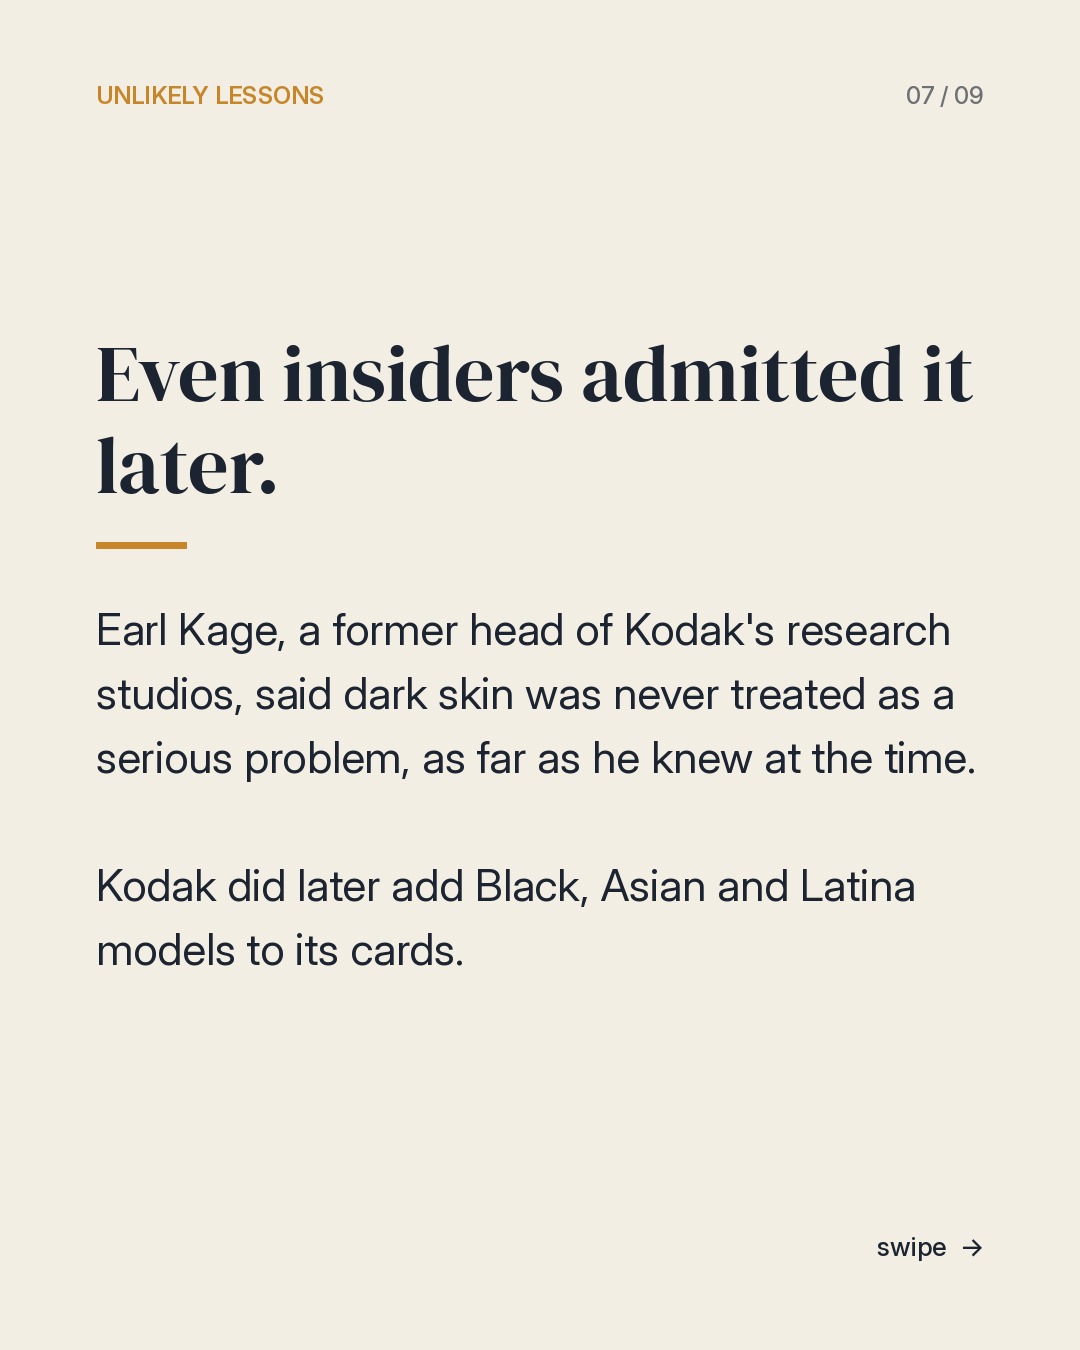 UNLIKELY LESSONS
07 / 09
Even insiders admitted it
later.
Earl Kage, a former head of Kodak's research
studios, said dark skin was never treated as a
serious problem, as far as he knew at the time.
Kodak did later add Black, Asian and Latina
models to its cards.
swipe →